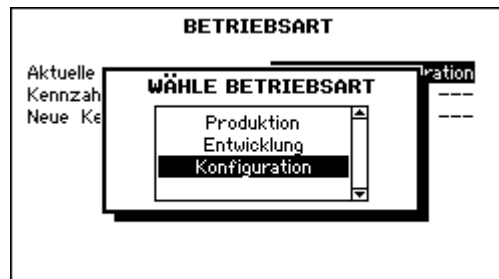 BETRIEBSART
Aktuelle
Kennzah
Neue Ke
ration
---
---
WÄHLE BETRIEBSART
Produktion
Entwicklung
Konfiguration